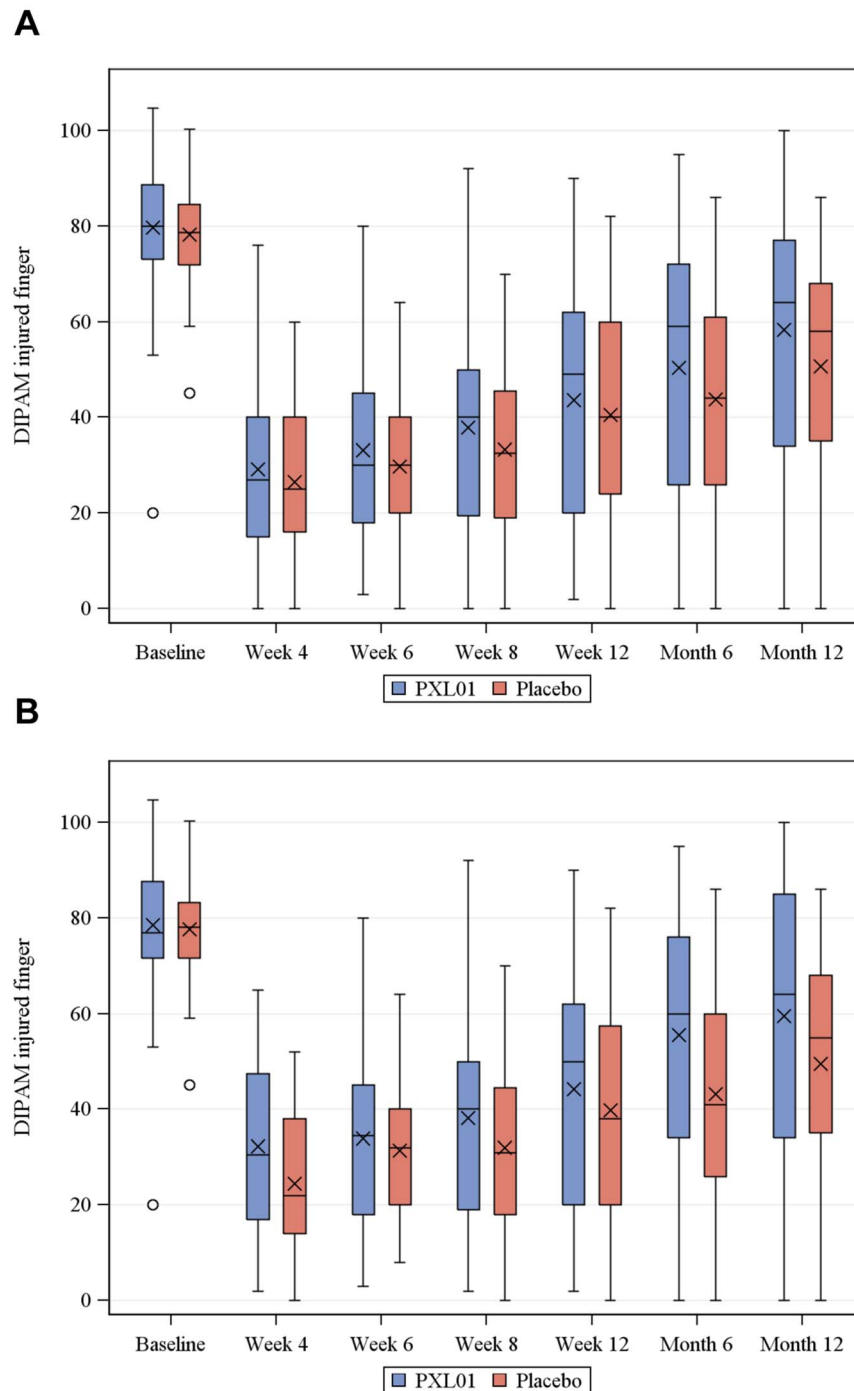 A
DIPAM injured finger
100
80
60
40
20
0
Baseline Week 4 Week 6 Week 8 Week 12 Month 6 Month 12
PXL01 Placebo
B
DIPAM injured finger
100
80
60
40
20
0
Baseline Week 4 Week 6 Week 8 Week 12 Month 6 Month 12
PXL01 Placebo